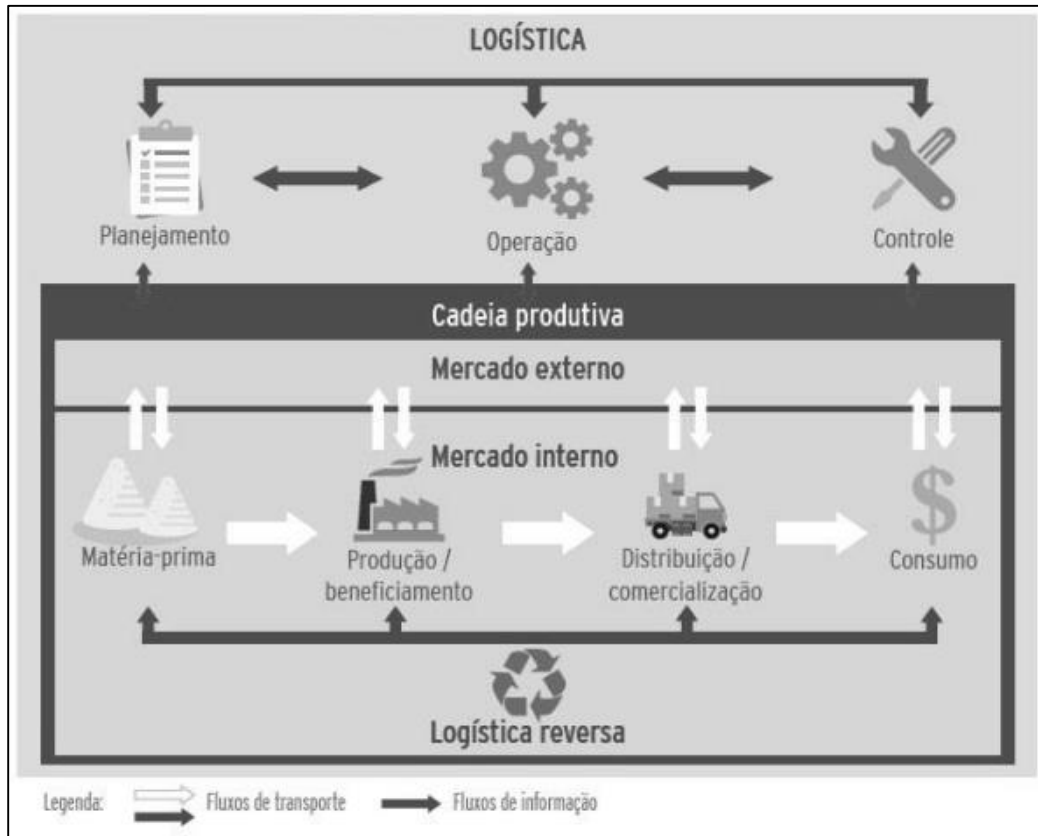 LOGÍSTICA
Planejamento
Operação
Controle
Cadeia produtiva
Mercado externo
Mercado interno
Matéria-prima
Produção /
beneficiamento
Distribuição /
comercialização
$
Consumo
Logística reversa
Legenda:
Fluxos de transporte
Fluxos de informação